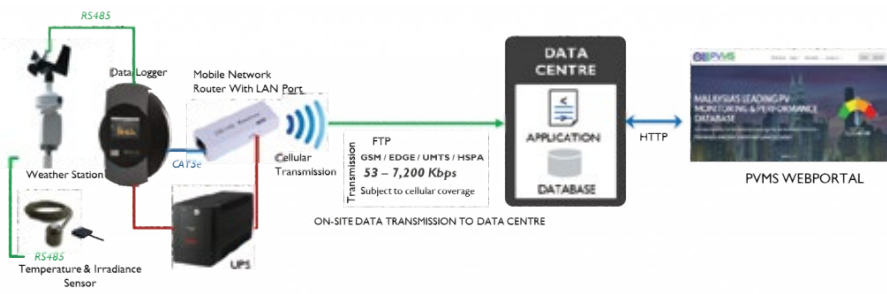 RS485
Data Logger
Mobile Network
Router With LAN Port
CAT5e
Weather Station
RS485
Temperature & Irradiance
Sensor
UPS
Cellular
Transmission
Transmission
FTP
GSM / EDGE / UMTS / HSPA
53 – 7,200 Kbps
Subject to cellular coverage
ON-SITE DATA TRANSMISSION TO DATA CENTRE
DATA
CENTRE
APPLICATION
DATABASE
HTTP
PVMS
MALAYSIA'S LEADING PV
MONITORING & PERFORMANCE
DATABASE
PVMS WEBPORTAL